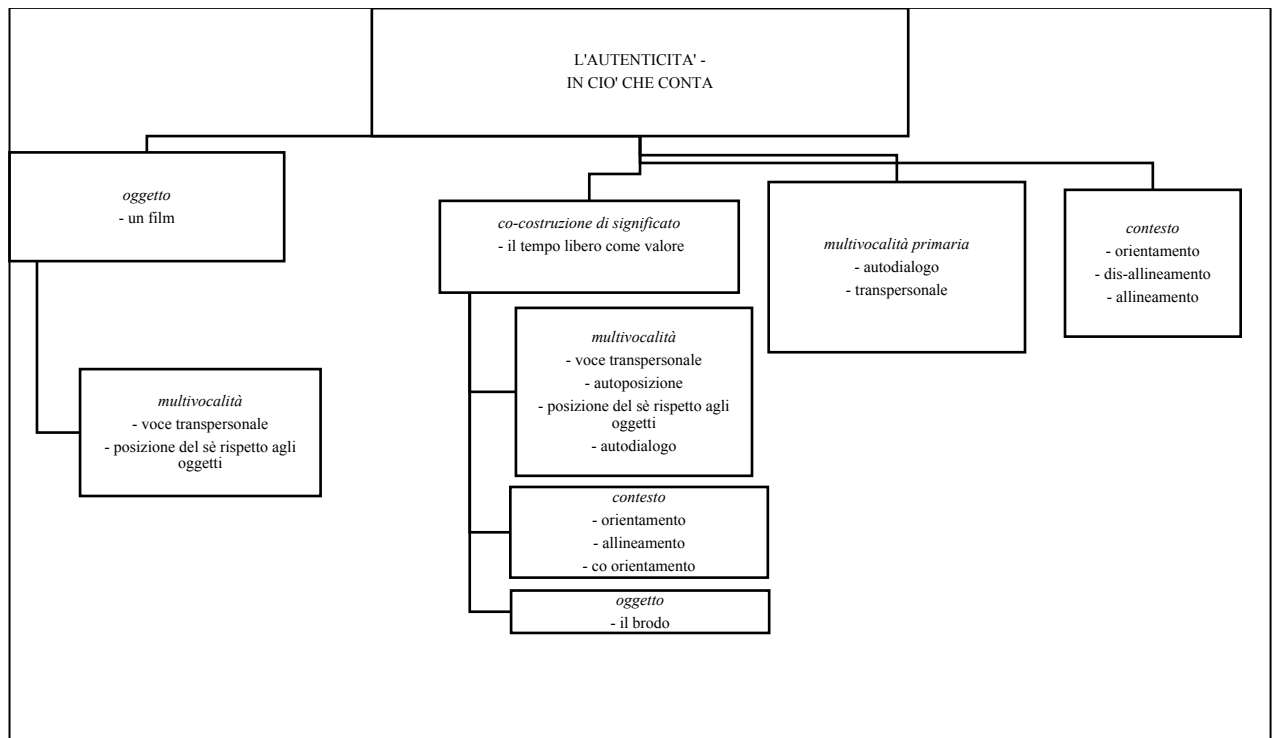 L'AUTENTICITA' -
IN CIO' CHE CONTA
oggetto
- un film
multivocalità
- voce transpersonale
- posizione del sè rispetto agli
oggetti
co-costruzione di significato
- il tempo libero come valore
multivocalità
- voce transpersonale
- autoposizione
- posizione del sè rispetto agli
oggetti
- autodialogo
contesto
- orientamento
- allineamento
- co orientamento
oggetto
- il brodo
multivocalità primaria
- autodialogo
- transpersonale
contesto
- orientamento
- dis-allineamento
- allineamento